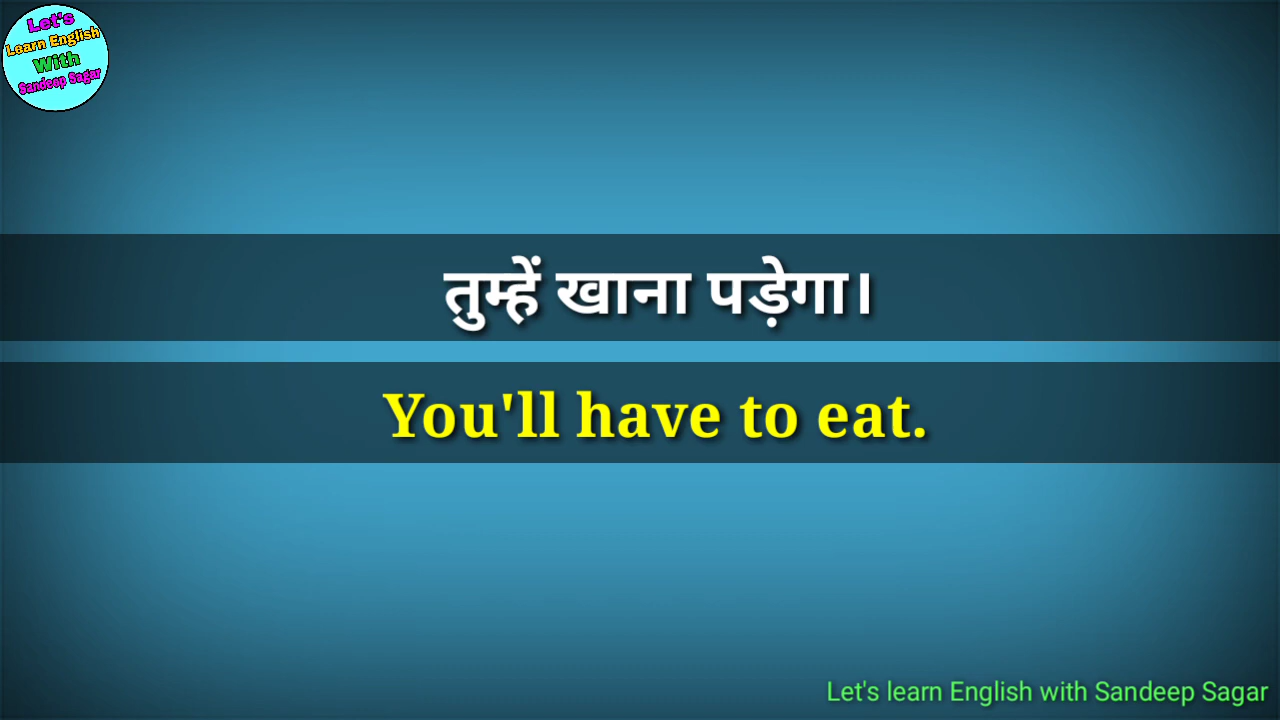 Let's
Learn English
With
Sandeep Sagar
तुम्हें खाना पड़ेगा।
You'll have to eat.
Let's learn English with Sandeep Sagar